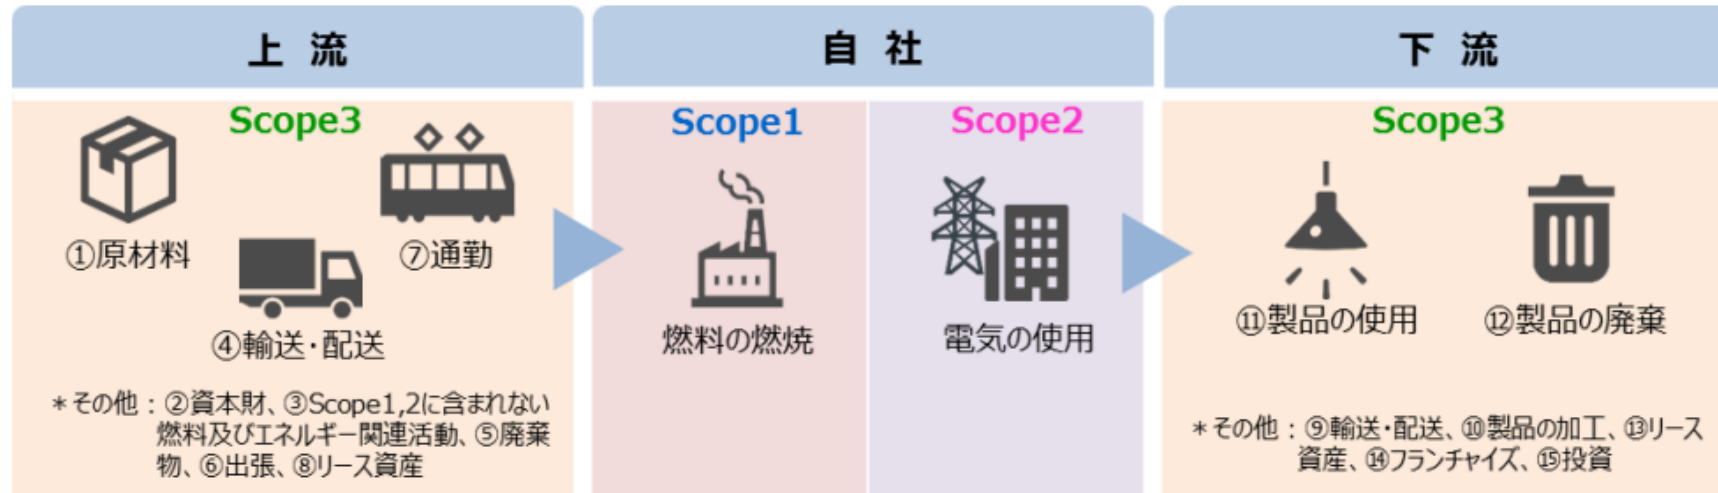 上 流
Scope3
①原材料
⑦通勤
④輸送・配送
＊その他：②資本財、③Scope1,2に含まれない
燃料及びエネルギー関連活動、⑤廃棄
物、⑥出張、⑧リース資産
自 社
Scope1
燃料の燃焼
Scope2
電気の使用
下 流
Scope3
⑪製品の使用
⑫製品の廃棄
＊その他：⑨輸送・配送、⑩製品の加工、⑬リース
資産、⑭フランチャイズ、⑮投資